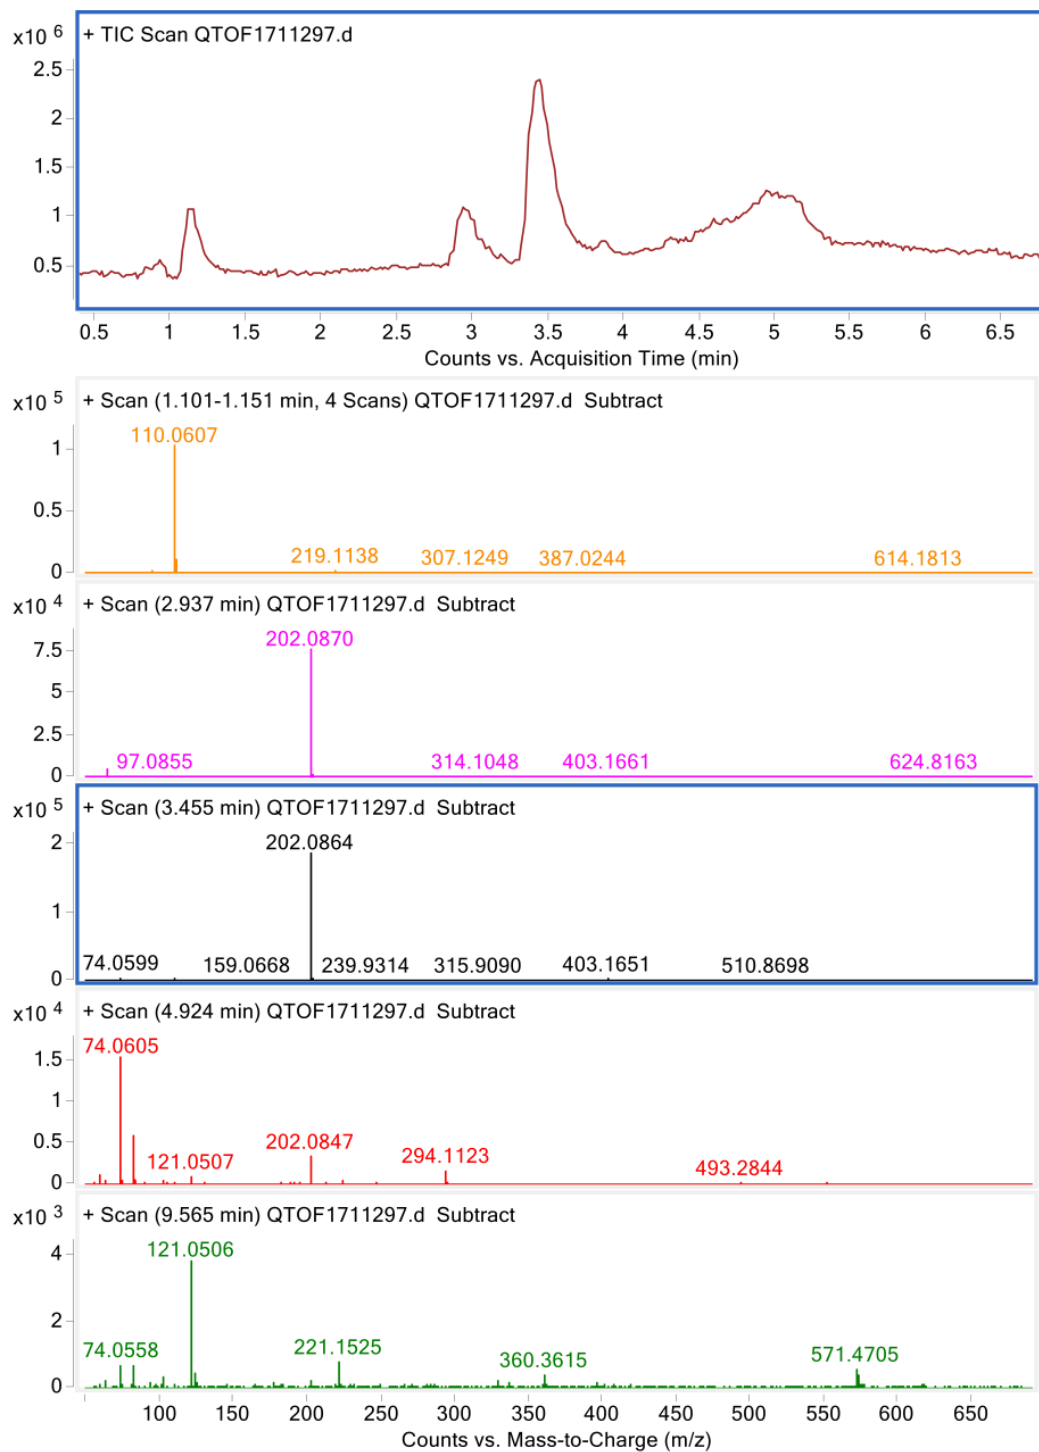 x10 6
+ TIC Scan QTOF1711297.d
2.5
2
1.5
1
0.5
0.5 1 1.5 2 2.5 3 3.5 4 4.5 5 5.5 6 6.5
Counts vs. Acquisition Time (min)
x10 5
+ Scan (1.101-1.151 min, 4 Scans) QTOF1711297.d Subtract
110.0607
1
0.5
219.1138 307.1249 387.0244 614.1813
0
x10 4
+ Scan (2.937 min) QTOF1711297.d Subtract
202.0870
7.5
5
2.5
97.0855 314.1048 403.1661 624.8163
0
x10 5
+ Scan (3.455 min) QTOF1711297.d Subtract
2
202.0864
1
74.0599 159.0668 239.9314 315.9090 403.1651 510.8698
0
x10 4
+ Scan (4.924 min) QTOF1711297.d Subtract
74.0605
1.5
1
0.5
202.0847
121.0507 294.1123 493.2844
0
x10 3
+ Scan (9.565 min) QTOF1711297.d Subtract
121.0506
4
2
74.0558 221.1525 360.3615 571.4705
0
100 150 200 250 300 350 400 450 500 550 600 650
Counts vs. Mass-to-Charge (m/z)